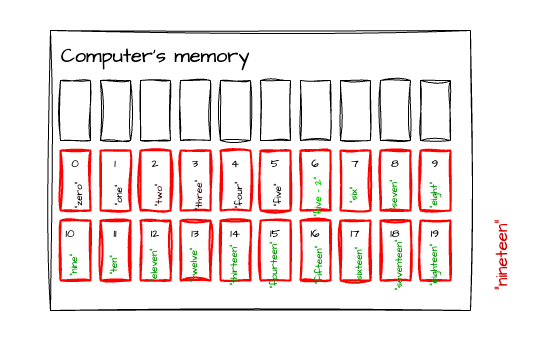 Computer's memory
0 1 2 3 4 5 6 7 8 9
"zero" "one" "two" "three" "four" "five" "five - 2" "six" "seven" "eight"
10 11 12 13 14 15 16 17 18 19
"nine" "ten" "eleven" "twelve" "thirteen" "fourteen" "fifteen" "sixteen" "seventeen" "eighteen"
"nineteen"